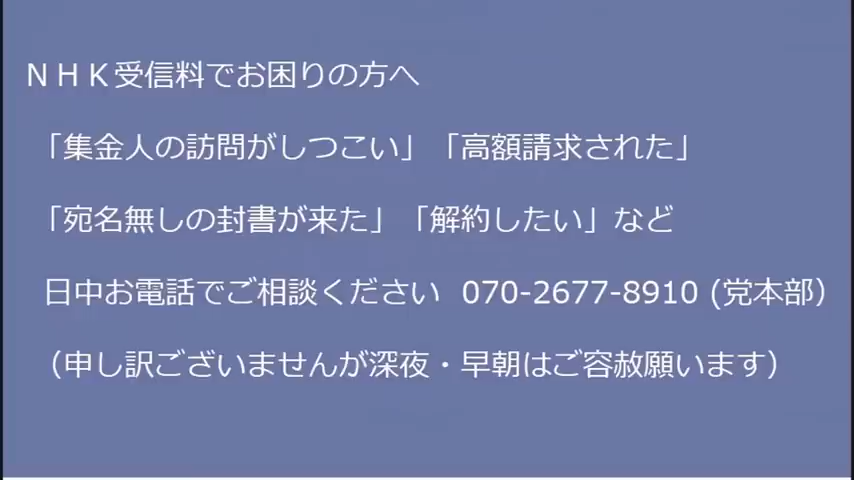 ＮＨＫ受信料でお困りの方へ
「集金人の訪問がしつこい」「高額請求された」
「宛名無しの封書が来た」「解約したい」など
日中お電話でご相談ください 070-2677-8910 (党本部）
（申し訳ございませんが深夜・早朝はご容赦願います）